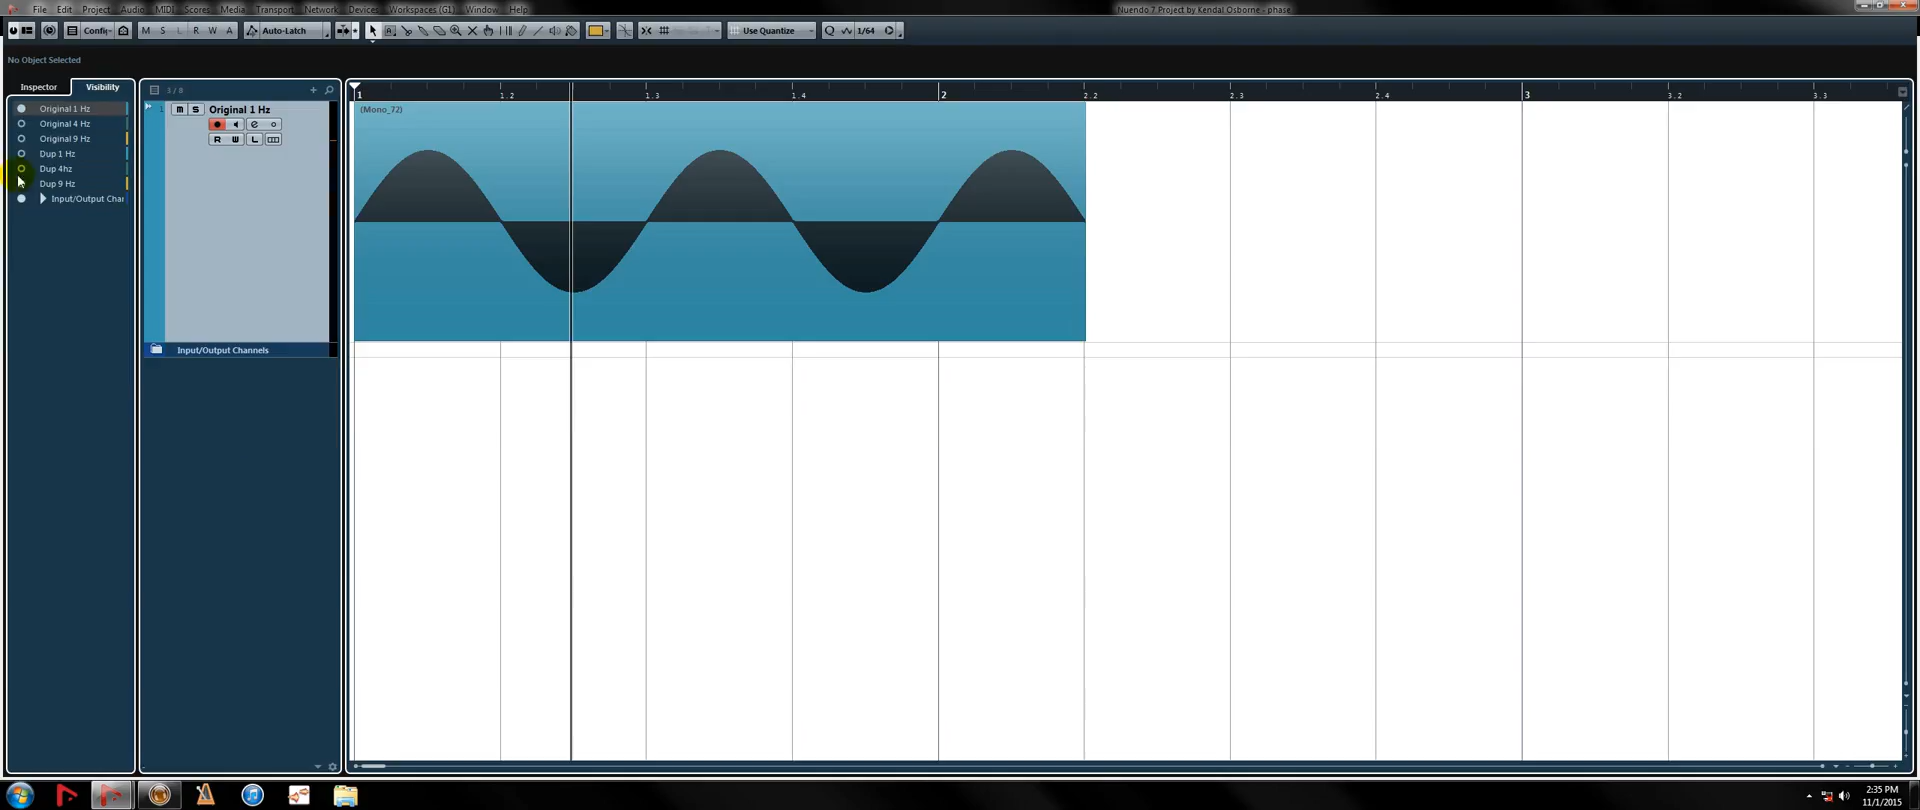 File Edit Project Audio MIDI Scores Media Transport Network Devices Workspaces (G1) Window Help
Nuendo 7 Project by Kendal Osborne - phase
Config M S L R W A Auto-Latch Use Quantize Q 1/64
No Object Selected
Inspector Visibility
3 / 8
1 1.2 1.3 1.4 2 2.2 2.3 2.4 3 3.2 3.3
Original 1 Hz
Original 4 Hz
Original 9 Hz
Dup 1 Hz
Dup 4hz
Dup 9 Hz
Input/Output Char
1 m S Original 1 Hz
e
R W L
Input/Output Channels
(Mono_72)
2:35 PM
11/1/2015